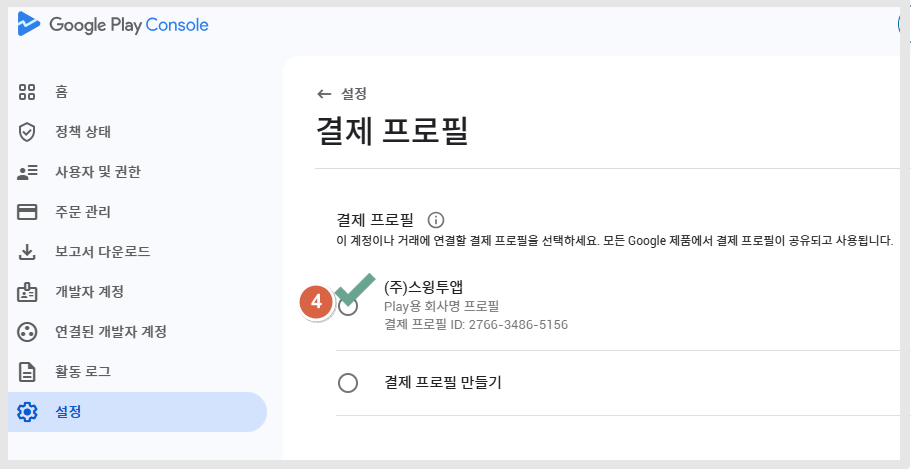 Google Play Console
홈
정책 상태
사용자 및 권한
주문 관리
보고서 다운로드
개발자 계정
연결된 개발자 계정
활동 로그
설정
← 설정
결제 프로필
결제 프로필
이 계정이나 거래에 연결할 결제 프로필을 선택하세요. 모든 Google 제품에서 결제 프로필이 공유되고 사용됩니다.
4
(주)스윙투앱
Play용 회사명 프로필
결제 프로필 ID: 2766-3486-5156
결제 프로필 만들기